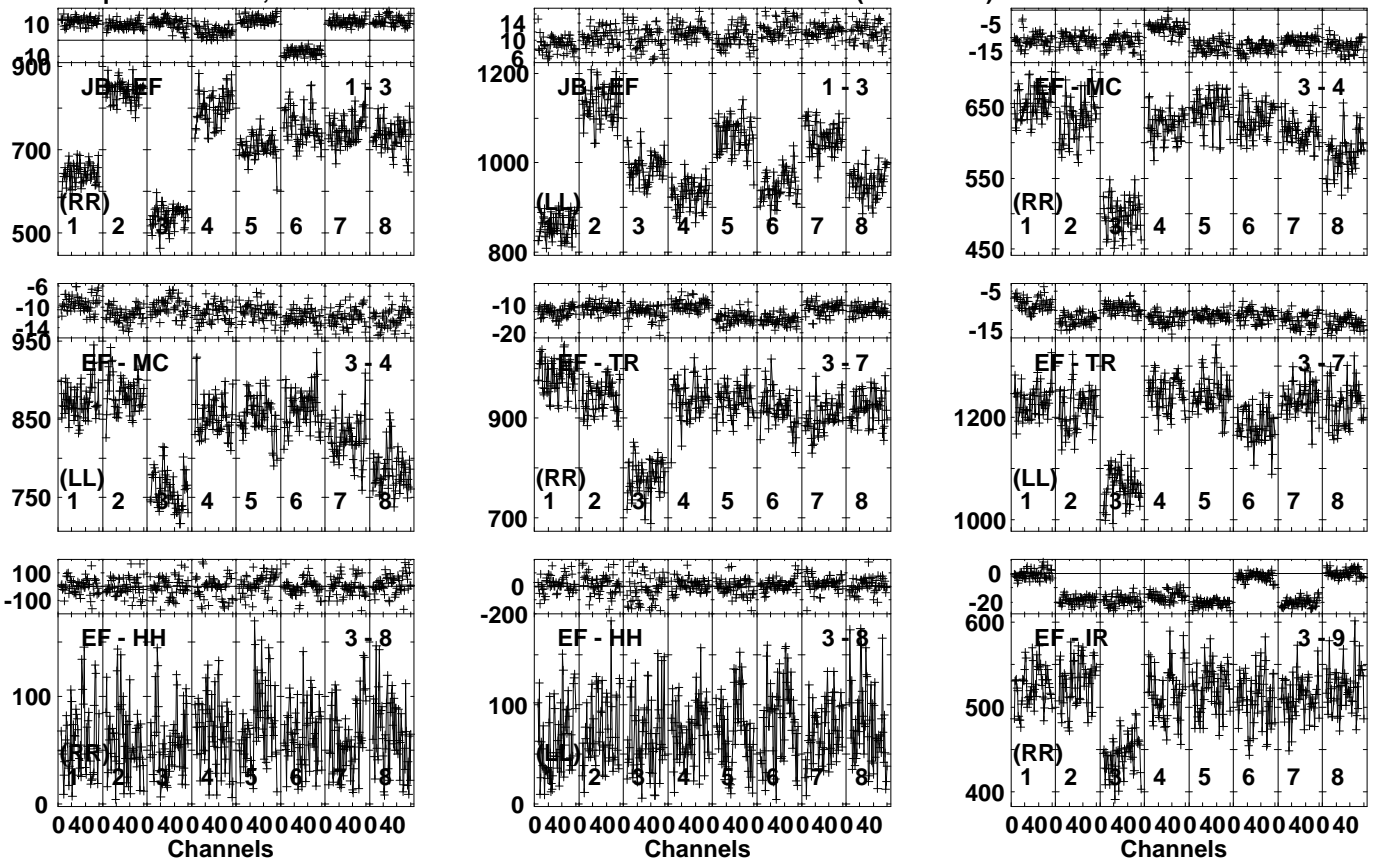 10
-10
900
700
500
JB - EF 1 - 3
(RR)
1 2 3 4 5 6 7 8
14
10
6
1200
1000
800
JB - EF 1 - 3
(LL)
1 2 3 4 5 6 7 8
-5
-15
650
550
450
EF - MC 3 - 4
(RR)
1 2 3 4 5 6 7 8
-6
-10
-14
950
850
750
EF - MC 3 - 4
(LL)
1 2 3 4 5 6 7 8
-10
-20
900
700
EF - TR 3 - 7
(RR)
1 2 3 4 5 6 7 8
-5
-15
1200
1000
EF - TR 3 - 7
(LL)
1 2 3 4 5 6 7 8
100
-100
100
0
EF - HH 3 - 8
(RR)
1 2 3 4 5 6 7 8
0 40 0 40 0 40 0 40 0 40 0 40 0 40 0 40
Channels
0
-200
100
0
EF - HH 3 - 8
(LL)
1 2 3 4 5 6 7 8
0 40 0 40 0 40 0 40 0 40 0 40 0 40 0 40
Channels
0
-20
600
500
400
EF - IR 3 - 9
(RR)
1 2 3 4 5 6 7 8
0 40 0 40 0 40 0 40 0 40 0 40 0 40 0 40
Channels